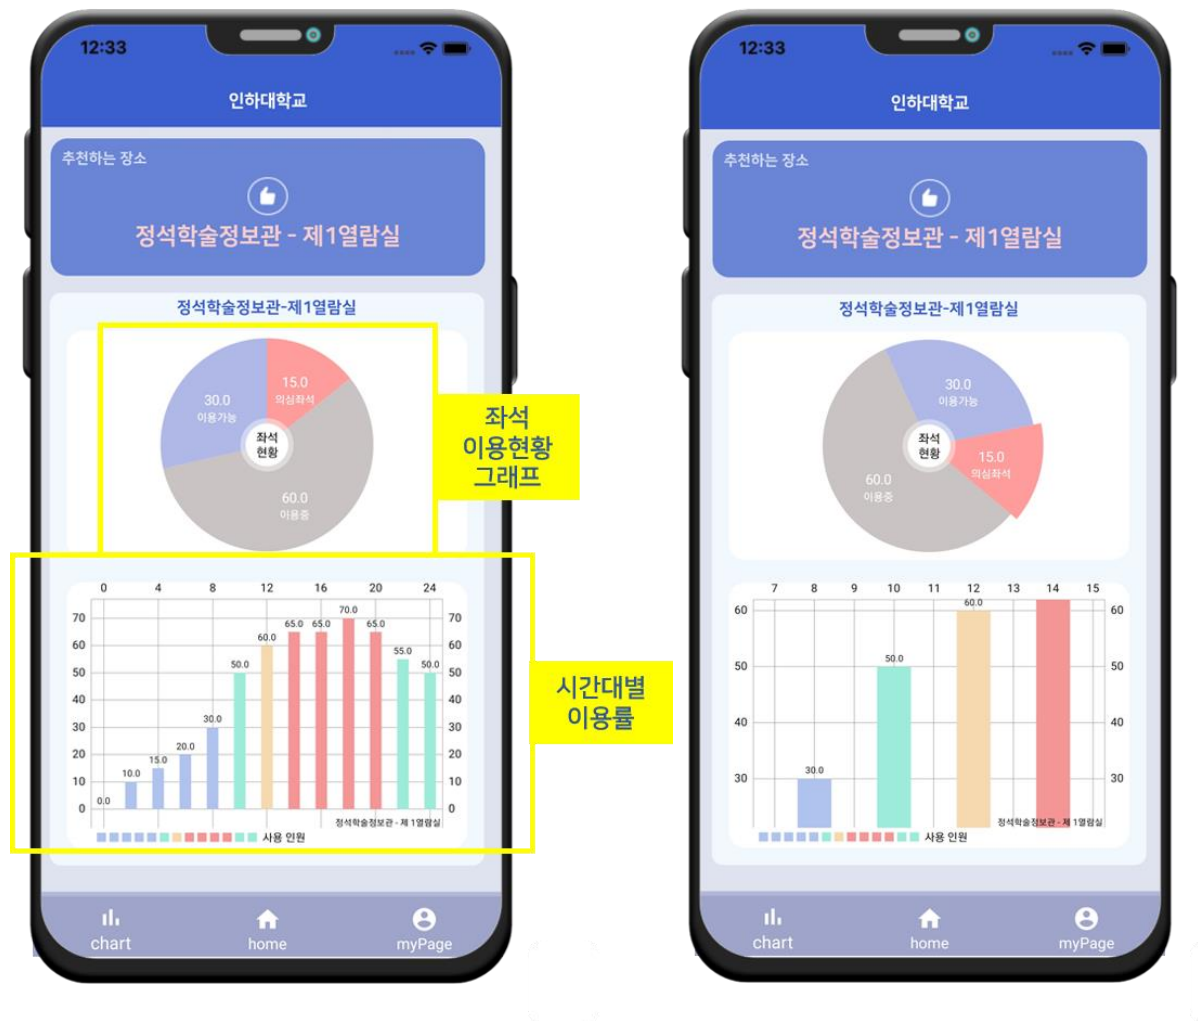 12:33
인하대학교
추천하는 장소
정석학술정보관 - 제1열람실
정석학술정보관-제1열람실
15.0
의심좌석
30.0
이용가능
좌석
현황
60.0
이용중
좌석
이용현황
그래프
0 4 8 12 16 20 24
70 70.0 70
65.0 65.0 65.0
60 60.0 60
55.0
50 50.0 50.0 50
40 40
30 30.0 30
20 20.0 20
15.0
10 10.0 10
0 0.0 0
정석학술정보관 - 제 1열람실
사용 인원
시간대별
이용률
chart home myPage
12:33
인하대학교
추천하는 장소
정석학술정보관 - 제1열람실
정석학술정보관-제1열람실
30.0
이용가능
좌석
현황
15.0
의심좌석
60.0
이용중
7 8 9 10 11 12 13 14 15
60 60.0 60
50 50.0 50
40 40
30 30.0 30
정석학술정보관 - 제 1열람실
사용 인원
chart home myPage